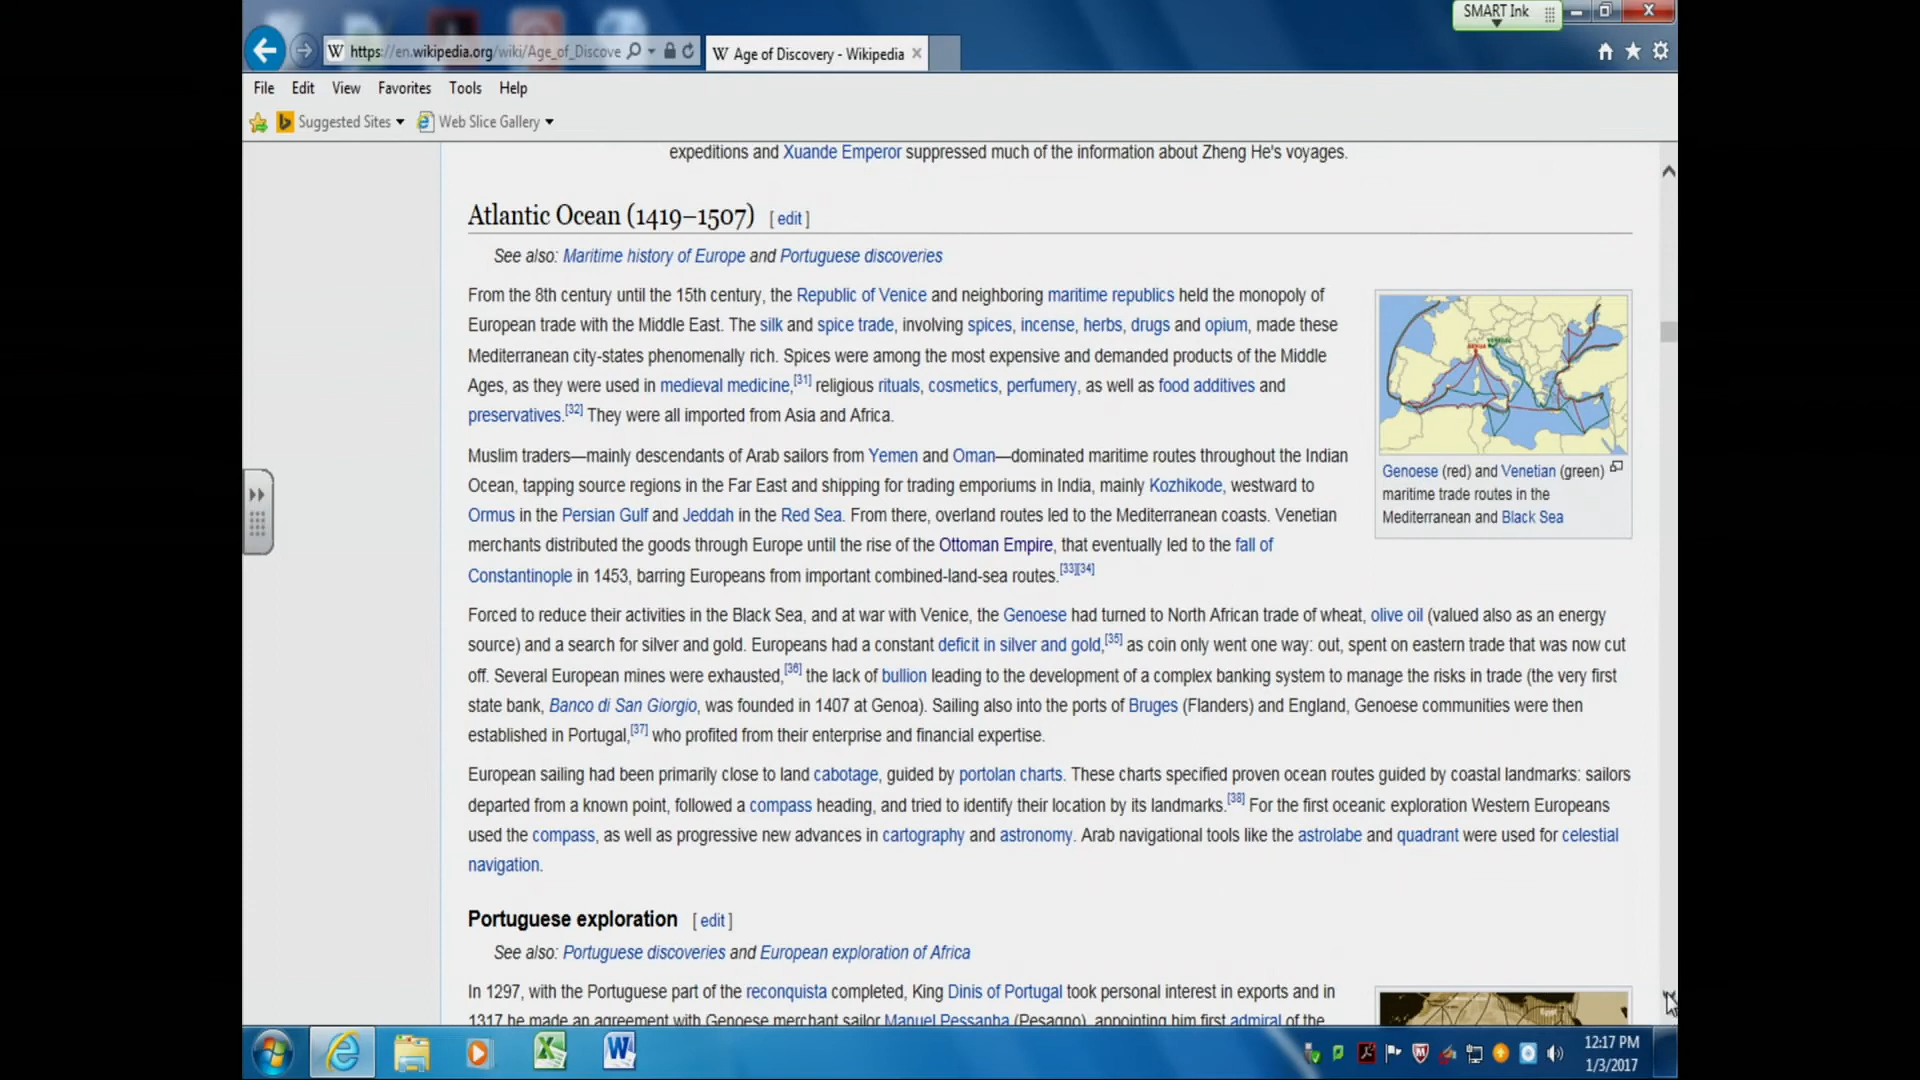 SMART Ink
https://en.wikipedia.org/wiki/Age_of_Discove
W Age of Discovery - Wikipedia
File Edit View Favorites Tools Help
Suggested Sites Web Slice Gallery
expeditions and Xuande Emperor suppressed much of the information about Zheng He's voyages.
Atlantic Ocean (1419–1507) [ edit ]
See also: Maritime history of Europe and Portuguese discoveries
From the 8th century until the 15th century, the Republic of Venice and neighboring maritime republics held the monopoly of
European trade with the Middle East. The silk and spice trade, involving spices, incense, herbs, drugs and opium, made these
Mediterranean city-states phenomenally rich. Spices were among the most expensive and demanded products of the Middle
Ages, as they were used in medieval medicine,[31] religious rituals, cosmetics, perfumery, as well as food additives and
preservatives.[32] They were all imported from Asia and Africa.
Genoese (red) and Venetian (green)
maritime trade routes in the
Mediterranean and Black Sea
Muslim traders—mainly descendants of Arab sailors from Yemen and Oman—dominated maritime routes throughout the Indian
Ocean, tapping source regions in the Far East and shipping for trading emporiums in India, mainly Kozhikode, westward to
Ormus in the Persian Gulf and Jeddah in the Red Sea. From there, overland routes led to the Mediterranean coasts. Venetian
merchants distributed the goods through Europe until the rise of the Ottoman Empire, that eventually led to the fall of
Constantinople in 1453, barring Europeans from important combined-land-sea routes.[33][34]
Forced to reduce their activities in the Black Sea, and at war with Venice, the Genoese had turned to North African trade of wheat, olive oil (valued also as an energy
source) and a search for silver and gold. Europeans had a constant deficit in silver and gold,[35] as coin only went one way: out, spent on eastern trade that was now cut
off. Several European mines were exhausted,[36] the lack of bullion leading to the development of a complex banking system to manage the risks in trade (the very first
state bank, Banco di San Giorgio, was founded in 1407 at Genoa). Sailing also into the ports of Bruges (Flanders) and England, Genoese communities were then
established in Portugal,[37] who profited from their enterprise and financial expertise.
European sailing had been primarily close to land cabotage, guided by portolan charts. These charts specified proven ocean routes guided by coastal landmarks: sailors
departed from a known point, followed a compass heading, and tried to identify their location by its landmarks.[38] For the first oceanic exploration Western Europeans
used the compass, as well as progressive new advances in cartography and astronomy. Arab navigational tools like the astrolabe and quadrant were used for celestial
navigation.
Portuguese exploration [ edit ]
See also: Portuguese discoveries and European exploration of Africa
In 1297, with the Portuguese part of the reconquista completed, King Dinis of Portugal took personal interest in exports and in
1317 he made an agreement with Genoese merchant sailor Manuel Pessanha (Pesagno), appointing him first admiral of the
12:17 PM
1/3/2017